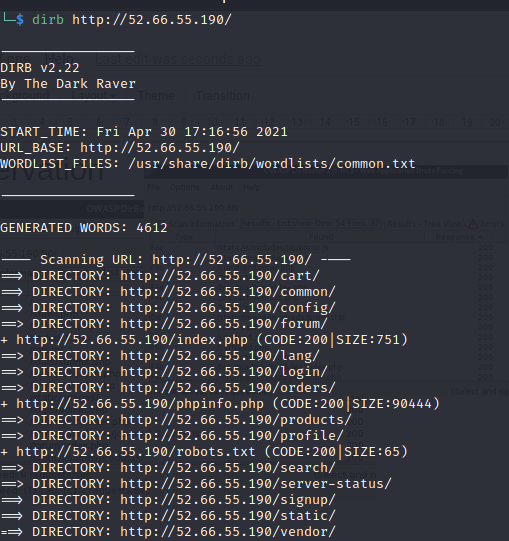 └─$ dirb http://52.66.55.190/
Last edit was seconds ago
DIRB v2.22
By The Dark Raver
Theme Transition
START_TIME: Fri Apr 30 17:16:56 2021
URL_BASE: http://52.66.55.190/
WORDLIST_FILES: /usr/share/dirb/wordlists/common.txt
GENERATED WORDS: 4612
---- Scanning URL: http://52.66.55.190/ ----
==> DIRECTORY: http://52.66.55.190/cart/
==> DIRECTORY: http://52.66.55.190/common/
==> DIRECTORY: http://52.66.55.190/config/
==> DIRECTORY: http://52.66.55.190/forum/
+ http://52.66.55.190/index.php (CODE:200|SIZE:751)
==> DIRECTORY: http://52.66.55.190/lang/
==> DIRECTORY: http://52.66.55.190/login/
==> DIRECTORY: http://52.66.55.190/orders/
+ http://52.66.55.190/phpinfo.php (CODE:200|SIZE:90444)
==> DIRECTORY: http://52.66.55.190/products/
==> DIRECTORY: http://52.66.55.190/profile/
+ http://52.66.55.190/robots.txt (CODE:200|SIZE:65)
==> DIRECTORY: http://52.66.55.190/search/
==> DIRECTORY: http://52.66.55.190/server-status/
==> DIRECTORY: http://52.66.55.190/signup/
==> DIRECTORY: http://52.66.55.190/static/
==> DIRECTORY: http://52.66.55.190/vendor/